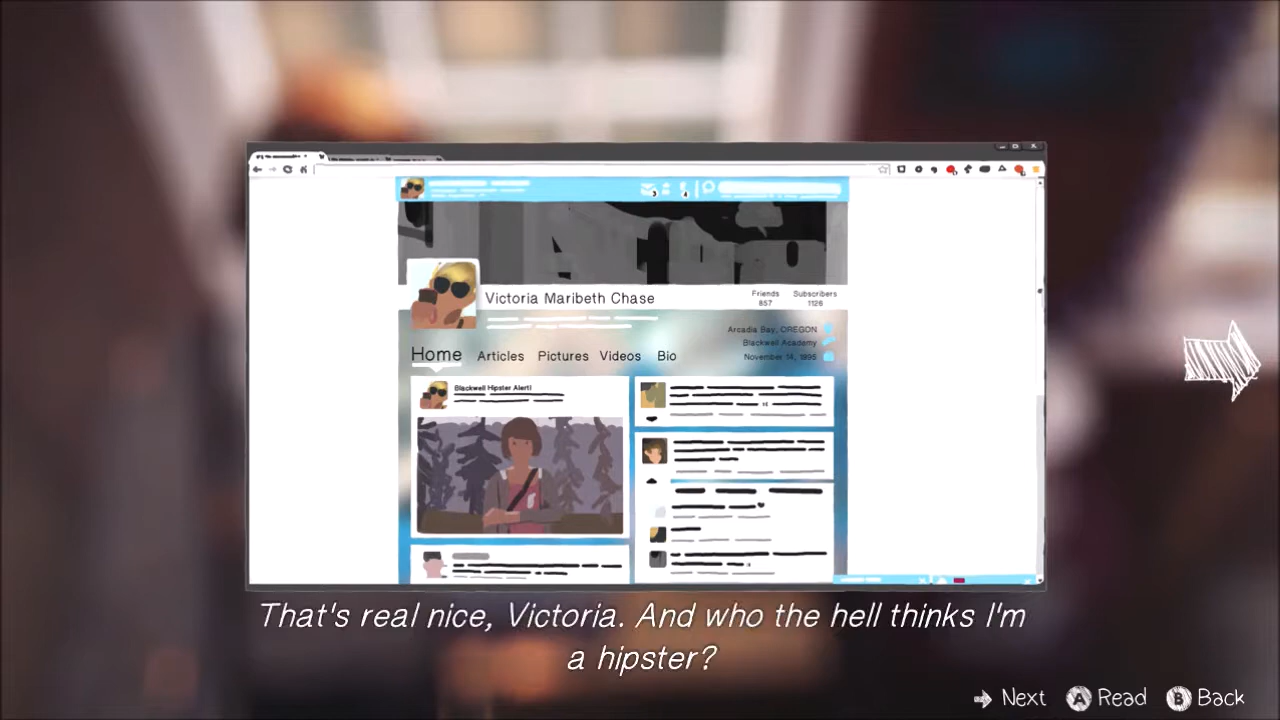 Victoria Maribeth Chase
Friends
857
Subscribers
1126
Arcadia Bay, OREGON
Blackwell Academy
November 14, 1995
Home Articles Pictures Videos Bio
Blackwell Hipster Alert!
That's real nice, Victoria. And who the hell thinks I'm
a hipster?
Next A Read B Back